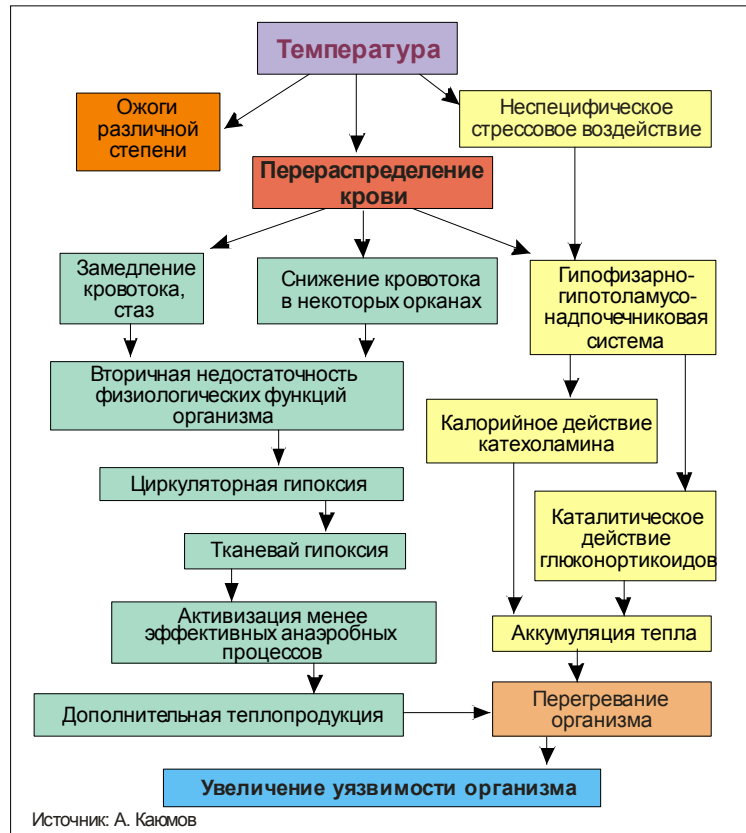 Температура
Ожоги
различной
степени
Неспецифическое
стрессовое воздействие
Перераспределение
крови
Замедление
кровотока,
стаз
Снижение кровотока
в некоторых орканах
Гипофизарно-
гипотоламусо-
надпочечниковая
система
Вторичная недостаточность
физиологических функций
организма
Калорийное действие
катехоламина
Циркуляторная гипоксия
Каталитическое
действие
глюконортикоидов
Тканевай гипоксия
Активизация менее
эффективных анаэробных
процессов
Аккумуляция тепла
Дополнительная теплопродукция
Перегревание
организма
Увеличение уязвимости организма
Источник: А. Каюмов